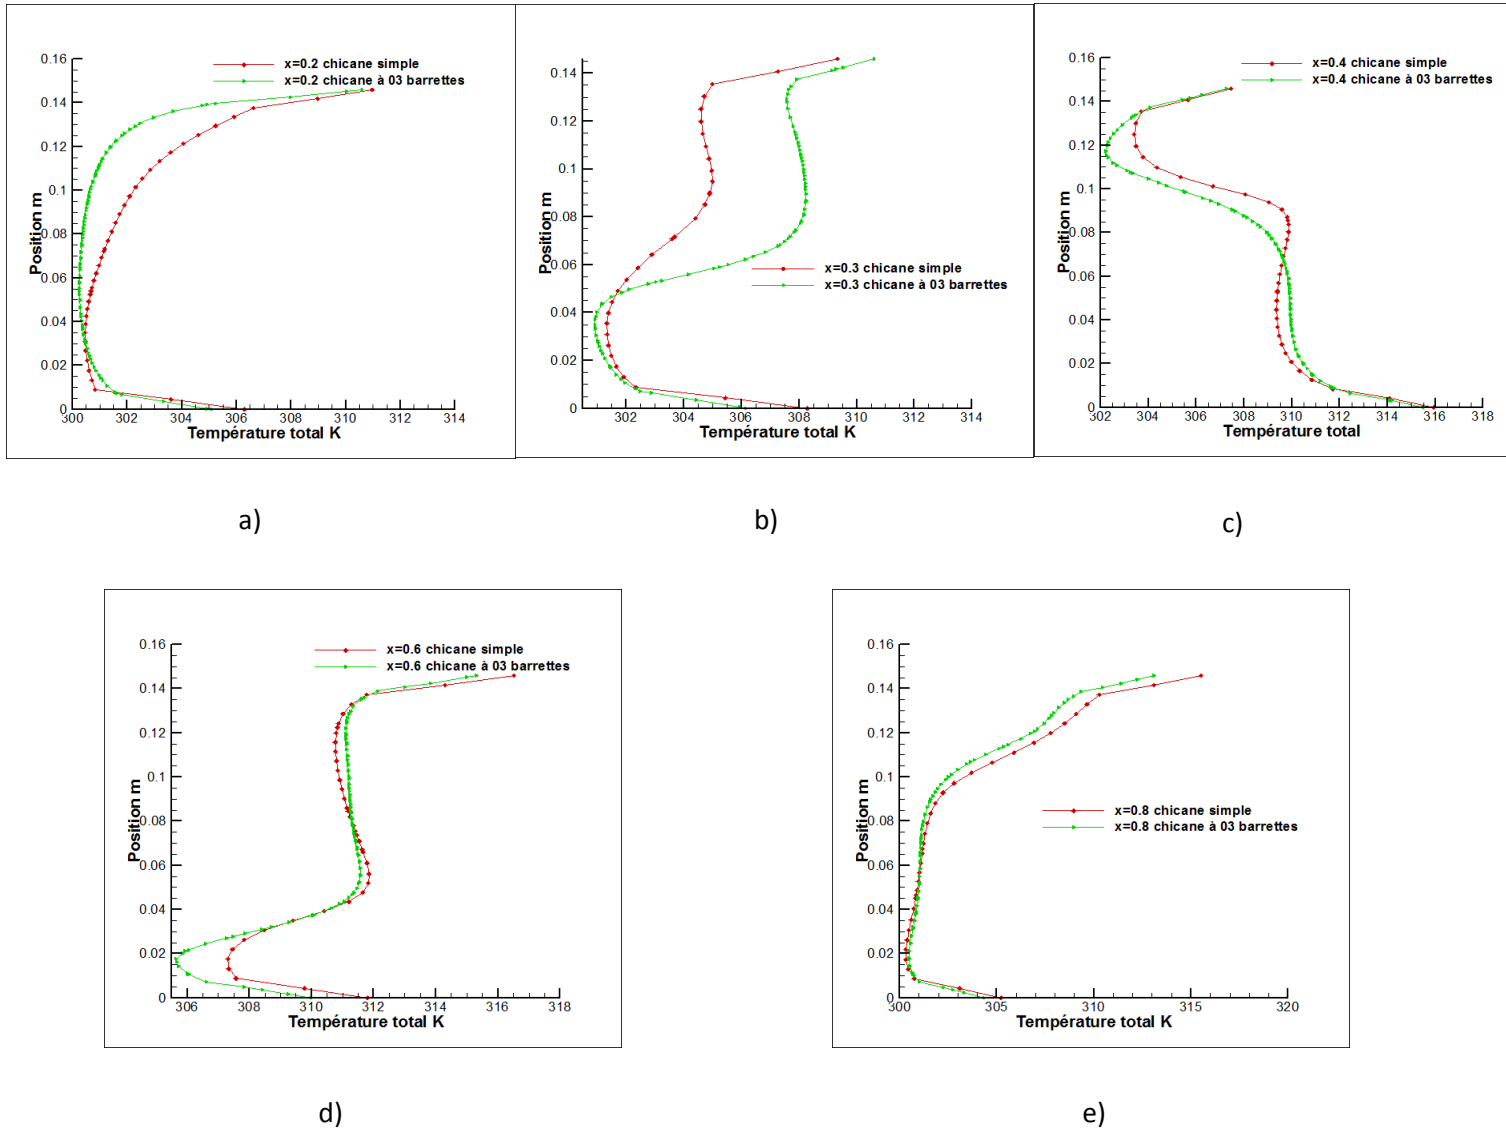 x=0.2 chicane simple
x=0.2 chicane à 03 barrettes
Position m
0.16
0.14
0.12
0.1
0.08
0.06
0.04
0.02
0
300 302 304 306 308 310 312 314
Température total K
a)
x=0.3 chicane simple
x=0.3 chicane à 03 barrettes
Position m
0.14
0.12
0.1
0.08
0.06
0.04
0.02
0
302 304 306 308 310 312 314
Température total K
b)
x=0.4 chicane simple
x=0.4 chicane à 03 barrettes
Position m
0.16
0.14
0.12
0.1
0.08
0.06
0.04
0.02
0
302 304 306 308 310 312 314 316 318
Température total
c)
x=0.6 chicane simple
x=0.6 chicane à 03 barrettes
Position m
0.16
0.14
0.12
0.1
0.08
0.06
0.04
0.02
0
306 308 310 312 314 316 318
Température total K
d)
x=0.8 chicane simple
x=0.8 chicane à 03 barrettes
Position m
0.16
0.14
0.12
0.1
0.08
0.06
0.04
0.02
0
300 305 310 315 320
Température total K
e)